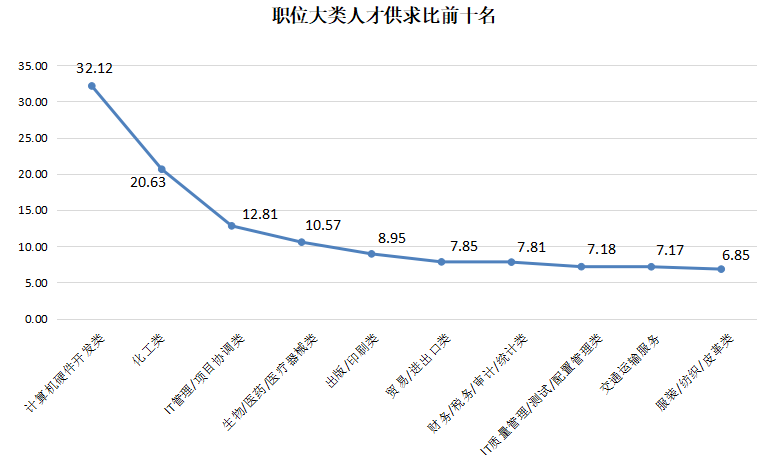 职位大类人才供求比前十名
35.00
30.00
25.00
20.00
15.00
10.00
5.00
0.00
32.12
20.63
12.81
10.57
8.95
7.85
7.81
7.18
7.17
6.85
计算机硬件开发类
化工类
IT管理/项目协调类
生物/医药/医疗器械类
出版/印刷类
贸易/进出口类
财务/税务/审计/统计类
IT质量管理/测试/配置管理类
交通运输服务
服装/纺织/皮革类